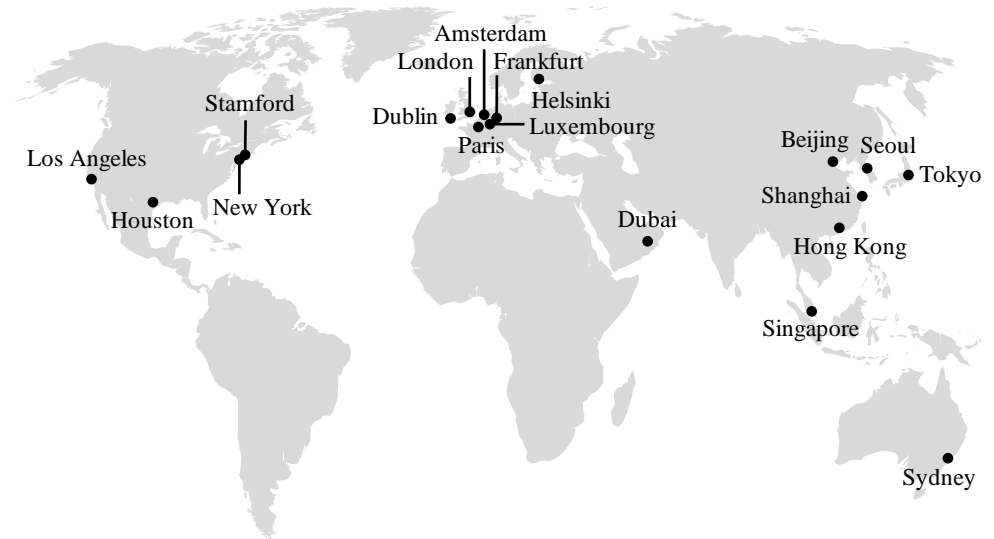 Amsterdam
London
Frankfurt
Stamford
Helsinki
Dublin
Luxembourg
Paris
Beijing
Seoul
Los Angeles
Tokyo
Shanghai
New York
Houston
Dubai
Hong Kong
Singapore
Sydney